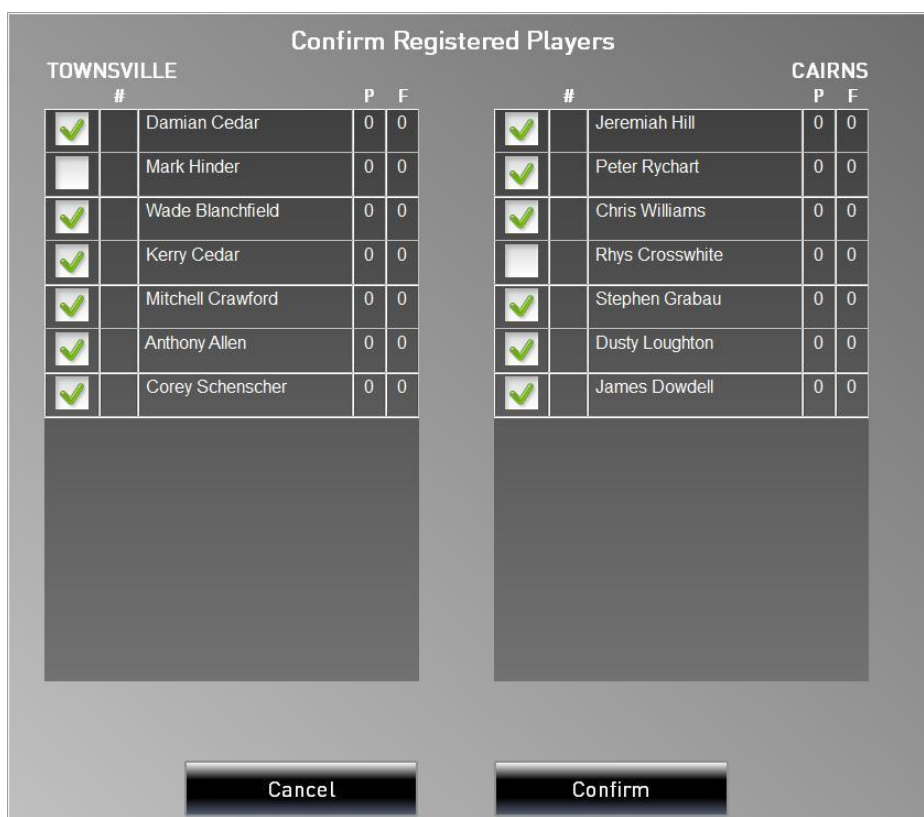 Confirm Registered Players
TOWNSVILLE
# P F
Damian Cedar 0 0
Mark Hinder 0 0
Wade Blanchfield 0 0
Kerry Cedar 0 0
Mitchell Crawford 0 0
Anthony Allen 0 0
Corey Schenscher 0 0
CAIRNS
# P F
Jeremiah Hill 0 0
Peter Rychart 0 0
Chris Williams 0 0
Rhys Crosswhite 0 0
Stephen Grabau 0 0
Dusty Loughton 0 0
James Dowdell 0 0
Cancel
Confirm